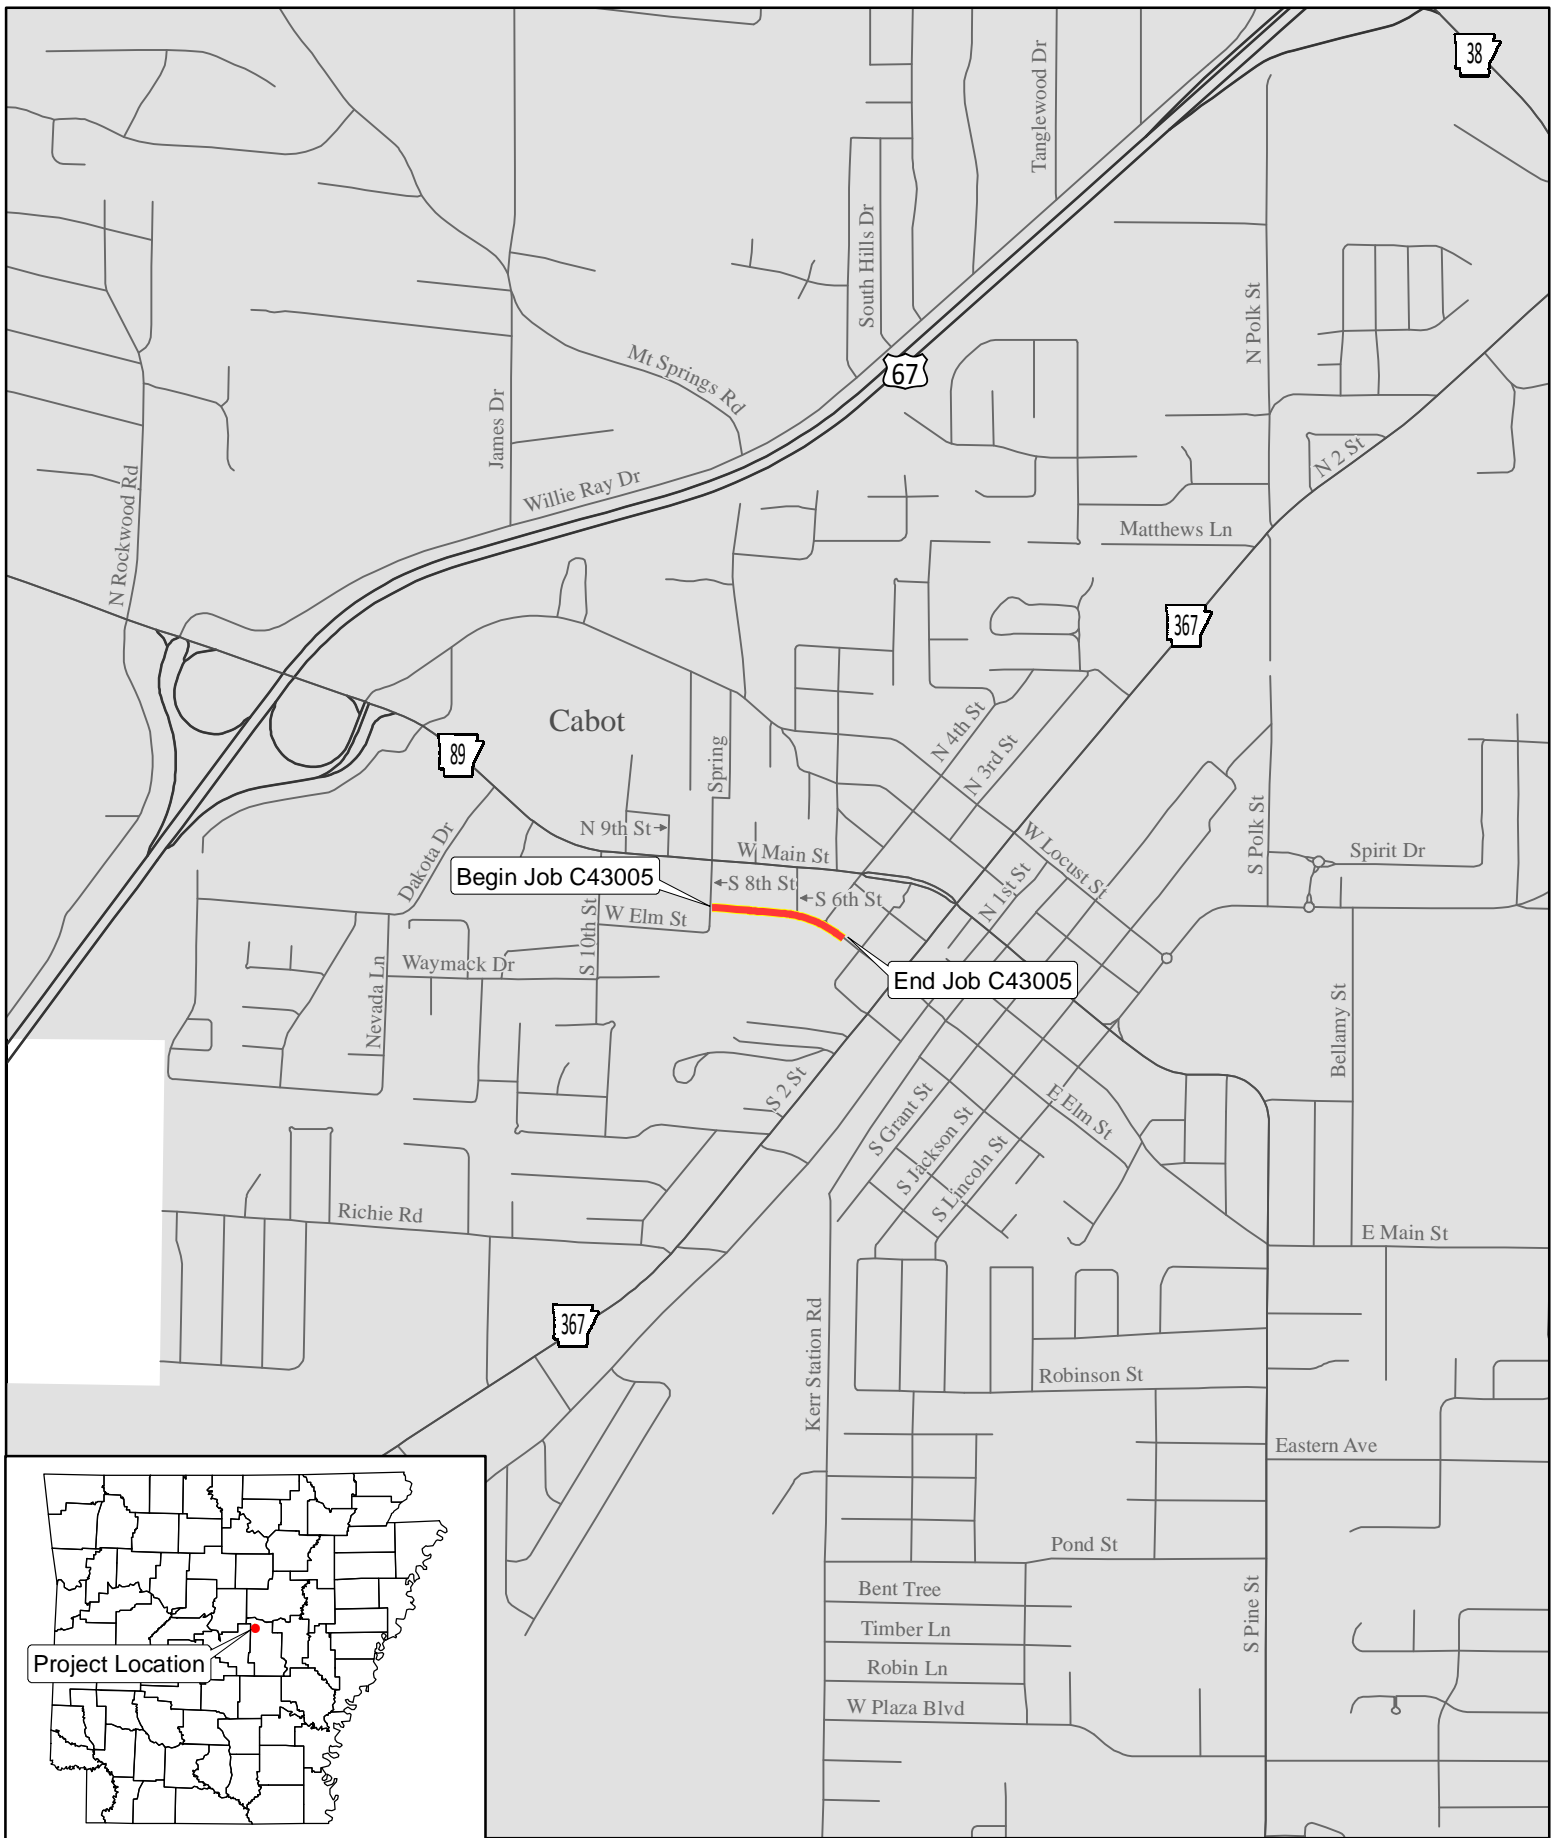 38
Tanglewood Dr
South Hills Dr
N Polk St
67
Mt Springs Rd
James Dr
N 2 St
Willie Ray Dr
N Rockwood Rd
Matthews Ln
367
Cabot
N 4th St
89
Spring
N 3rd St
N 9th St
W Main St
W Locust St
S Polk St
Spirit Dr
Dakota Dr
Begin Job C43005
S 8th St
S 6th St
N 1st St
W Elm St
S 10th St
Waymack Dr
End Job C43005
Nevada Ln
Bellamy St
S 2 St
S Grant St
E Elm St
S Jackson St
S Lincoln St
Richie Rd
E Main St
367
Kerr Station Rd
Robinson St
Eastern Ave
Pond St
Bent Tree
S Pine St
Timber Ln
Robin Ln
W Plaza Blvd
Project Location